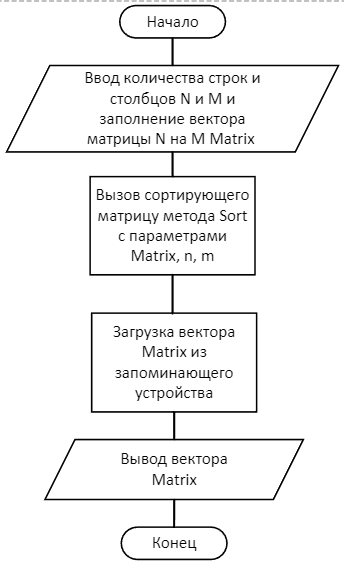 Начало
Ввод количества строк и
столбцов N и M и
заполнение вектора
матрицы N на M Matrix
Вызов сортирующего
матрицу метода Sort
с параметрами
Matrix, n, m
Загрузка вектора
Matrix из
запоминающего
устройства
Вывод вектора
Matrix
Конец